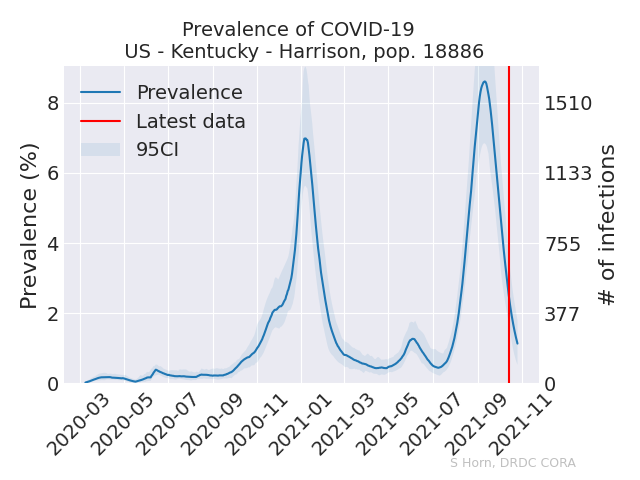 Prevalence of COVID-19
US - Kentucky - Harrison, pop. 18886
Prevalence
Latest data
95CI
Prevalence (%)
8
6
4
2
0
# of infections
1510
1133
755
377
0
2020-03
2020-05
2020-07
2020-09
2020-11
2021-01
2021-03
2021-05
2021-07
2021-09
2021-11
S Horn, DRDC CORA